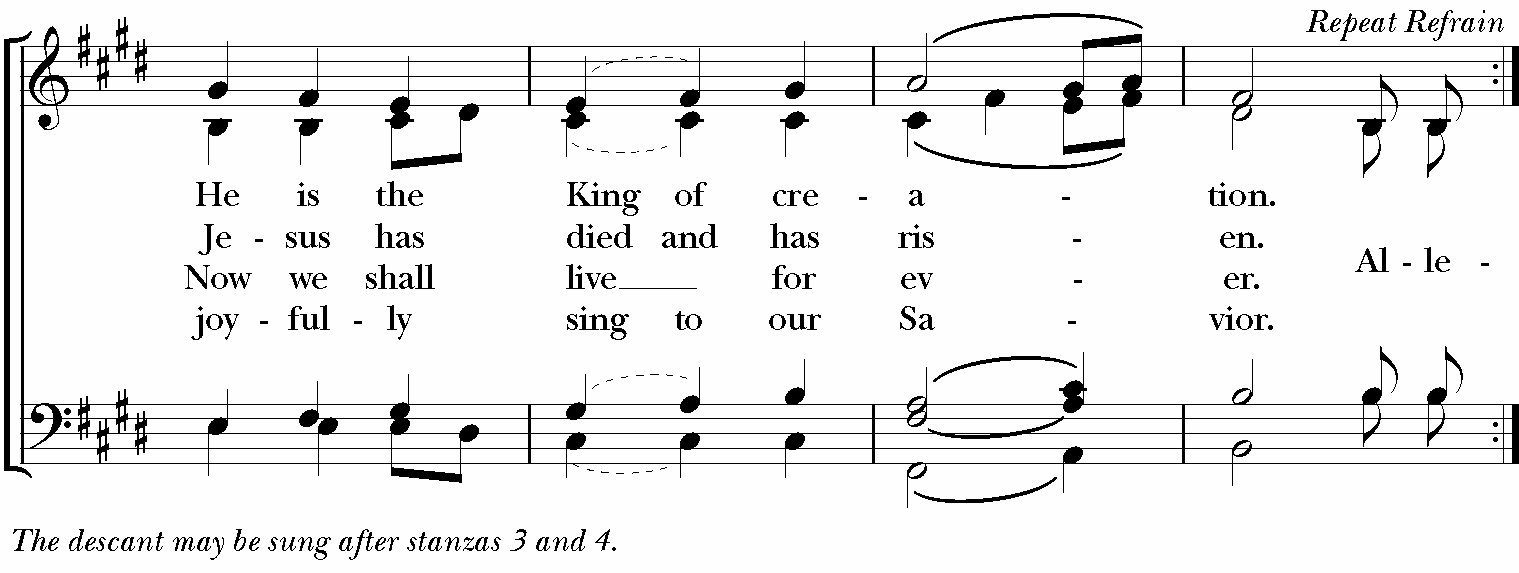 Repeat Refrain
He is the King of cre - a - tion.
Je - sus has died and has ris - en.
Al - le -
Now we shall live____ for ev - er.
joy - ful - ly sing to our Sa - vior.
The descant may be sung after stanzas 3 and 4.